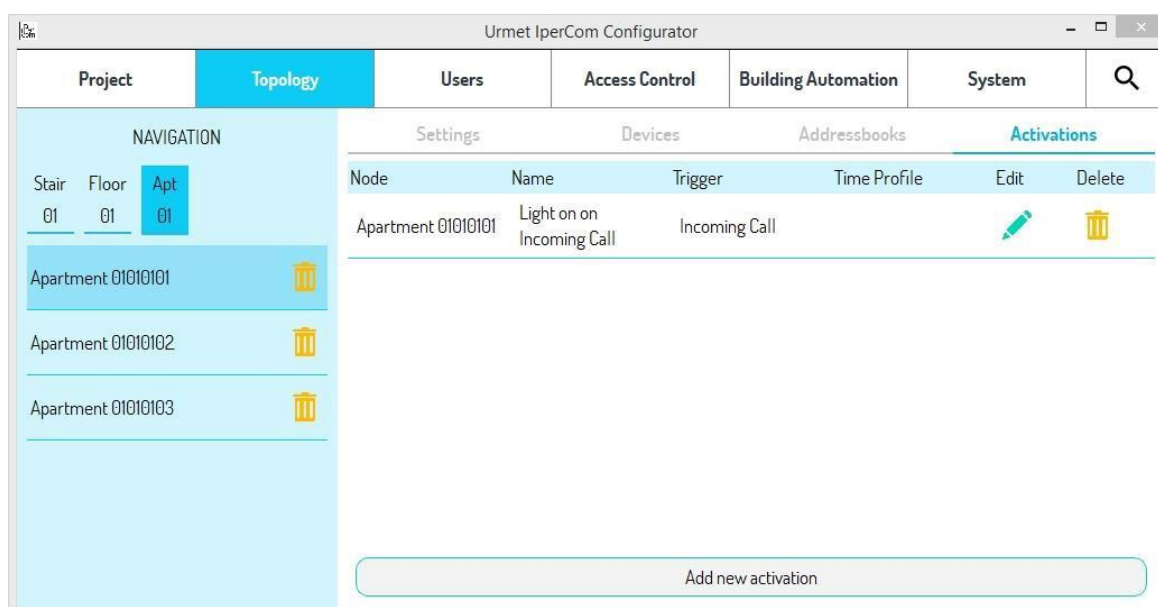 Urmet IperCom Configurator
Project Topology Users Access Control Building Automation System
NAVIGATION
Settings Devices Addressbooks Activations
Stair Floor Apt
01 01 01
Node Name Trigger Time Profile Edit Delete
Apartment 01010101 Light on on Incoming Call
Incoming Call
Apartment 01010101
Apartment 01010102
Apartment 01010103
Add new activation